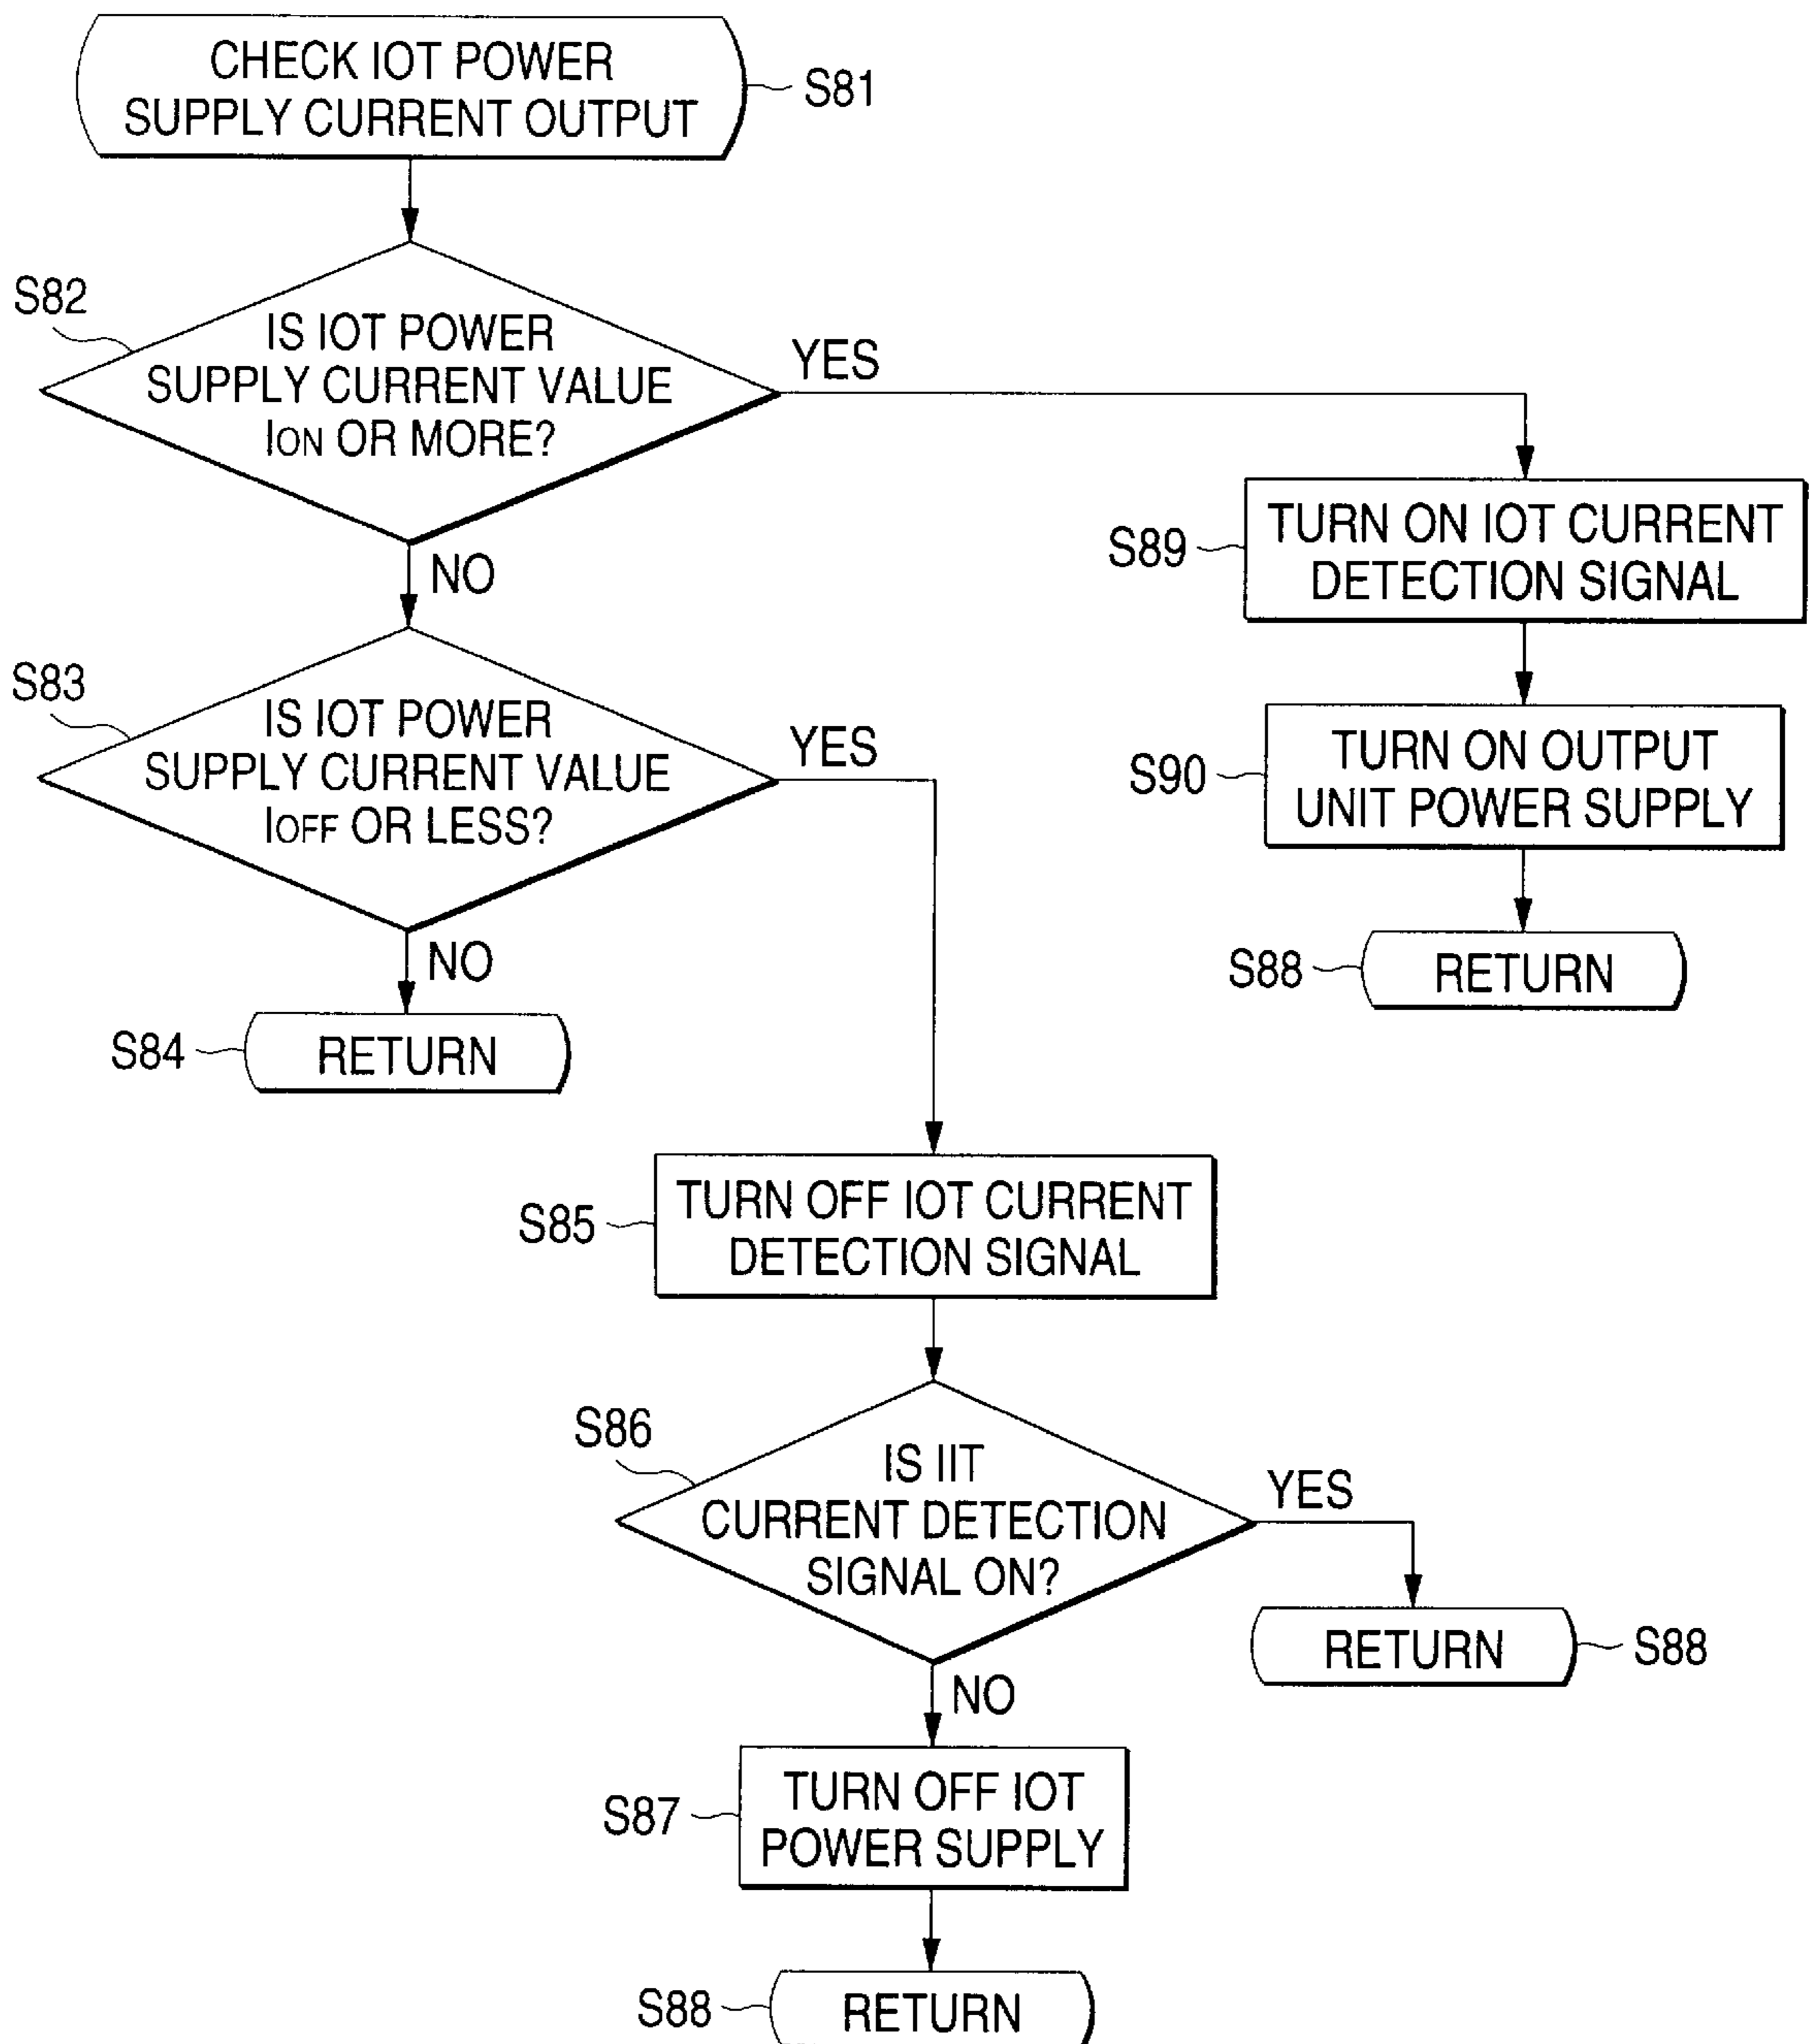 CHECK IOT POWER
SUPPLY CURRENT OUTPUT
S81
S82
IS IOT POWER
SUPPLY CURRENT VALUE
ION OR MORE?
YES
NO
S89
TURN ON IOT CURRENT
DETECTION SIGNAL
S83
IS IOT POWER
SUPPLY CURRENT VALUE
IOFF OR LESS?
YES
NO
S90
TURN ON OUTPUT
UNIT POWER SUPPLY
S88
RETURN
S84
RETURN
S85
TURN OFF IOT CURRENT
DETECTION SIGNAL
S86
IS IIT
CURRENT DETECTION
SIGNAL ON?
YES
NO
RETURN
S88
S87
TURN OFF IOT
POWER SUPPLY
S88
RETURN